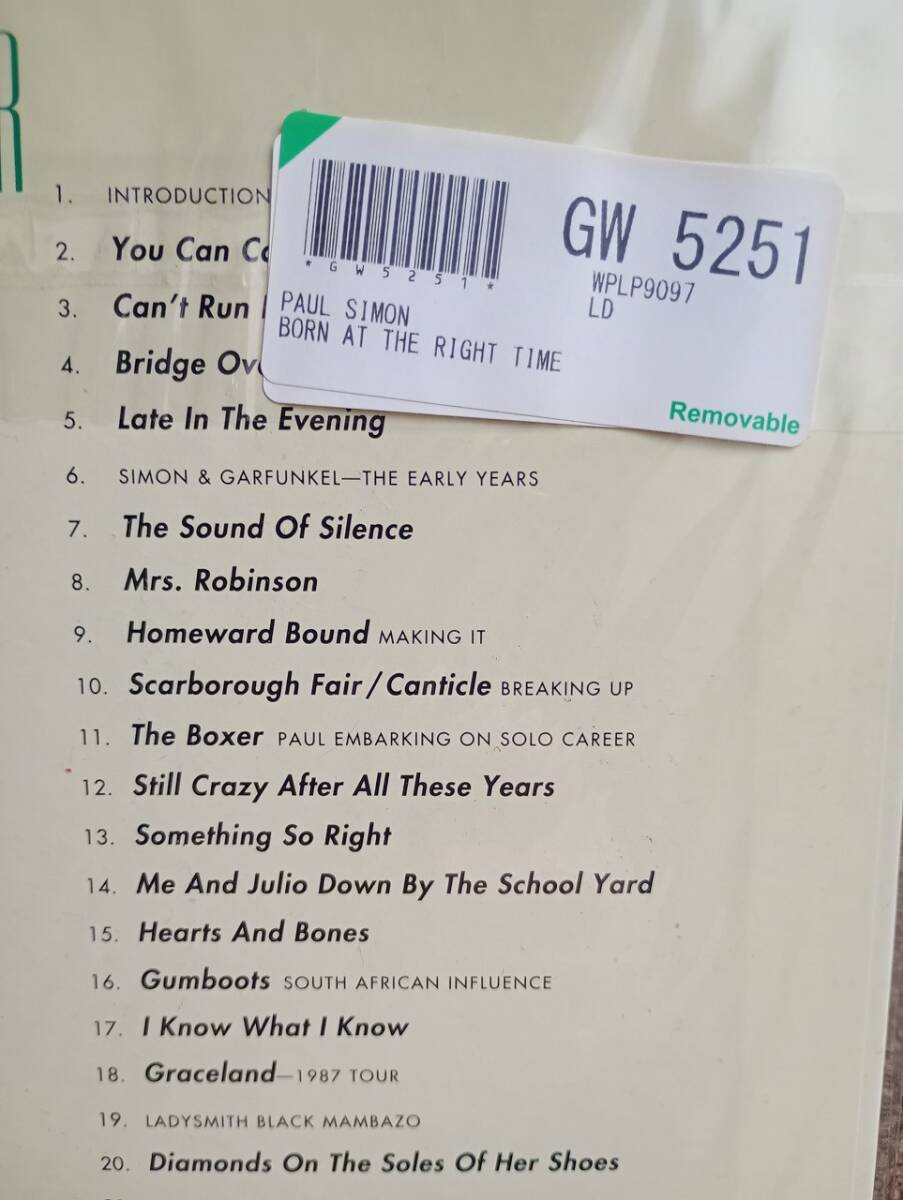 R
1. INTRODUCTION
2. You Can
3. Can't Run
4. Bridge
5. Late In The Evening
6. SIMON & GARFUNKEL—THE EARLY YEARS
7. The Sound Of Silence
8. Mrs. Robinson
9. Homeward Bound MAKING IT
10. Scarborough Fair / Canticle BREAKING UP
11. The Boxer PAUL EMBARKING ON SOLO CAREER
12. Still Crazy After All These Years
13. Something So Right
14. Me And Julio Down By The School Yard
15. Hearts And Bones
16. Gumboots SOUTH AFRICAN INFLUENCE
17. I Know What I Know
18. Graceland—1987 TOUR
19. LADYSMITH BLACK MAMBAZO
20. Diamonds On The Soles Of Her Shoes
*GW5251*
GW 5251
WPLP9097
LD
PAUL SIMON
BORN AT THE RIGHT TIME
Removable